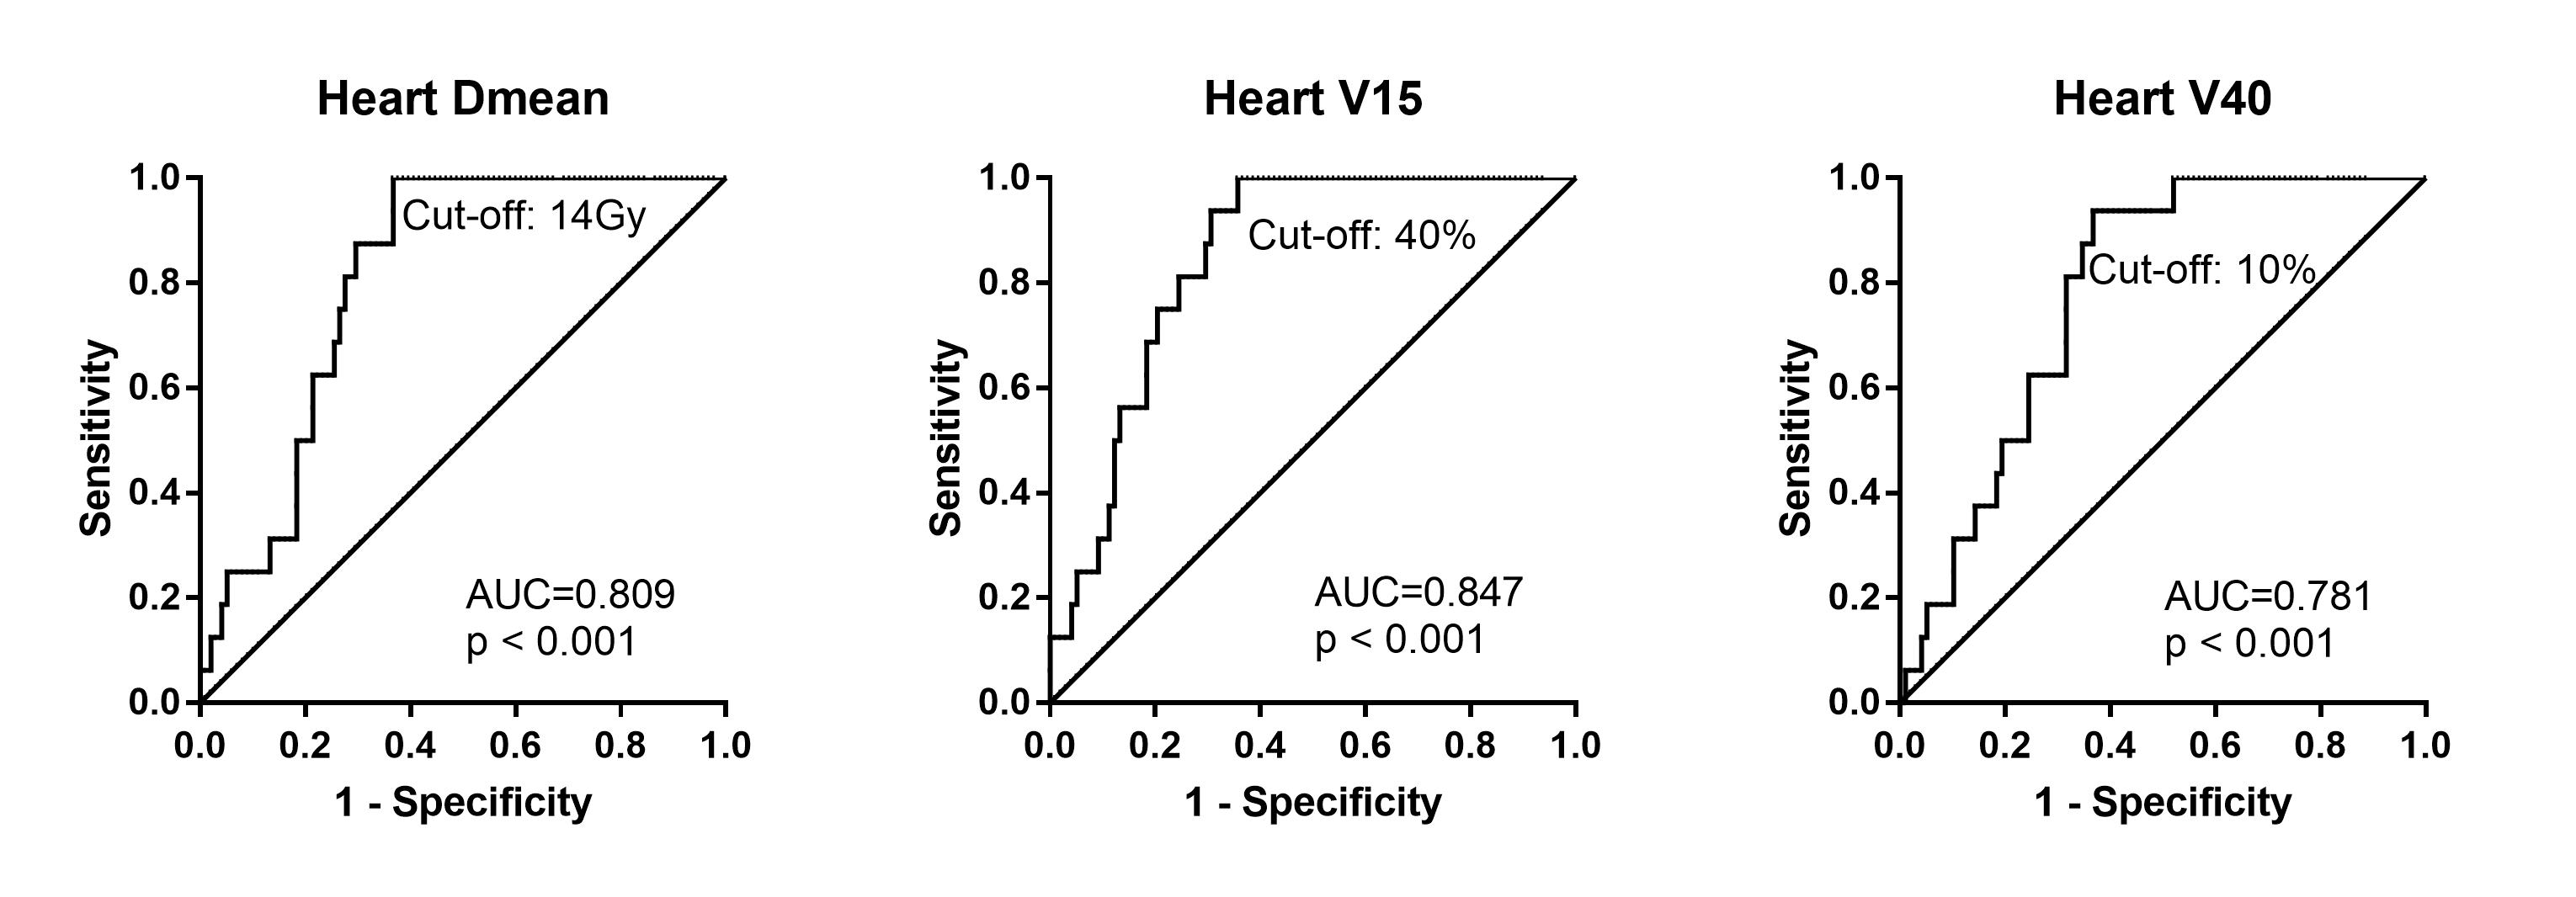 Heart Dmean
1.0
0.8
0.6
0.4
0.2
0.0
Sensitivity
Cut-off: 14Gy
AUC=0.809
p < 0.001
0.0 0.2 0.4 0.6 0.8 1.0
1 - Specificity
Heart V15
1.0
0.8
0.6
0.4
0.2
0.0
Sensitivity
Cut-off: 40%
AUC=0.847
p < 0.001
0.0 0.2 0.4 0.6 0.8 1.0
1 - Specificity
Heart V40
1.0
0.8
0.6
0.4
0.2
0.0
Sensitivity
Cut-off: 10%
AUC=0.781
p < 0.001
0.0 0.2 0.4 0.6 0.8 1.0
1 - Specificity